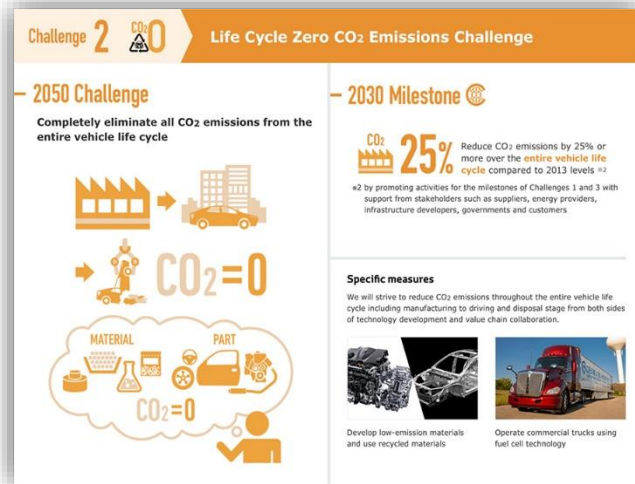 Challenge 2 CO2 0 Life Cycle Zero CO2 Emissions Challenge
2050 Challenge
Completely eliminate all CO2 emissions from the
entire vehicle life cycle
CO2=0
MATERIAL PART
CO2=0
2030 Milestone
CO2
25%
Reduce CO2 emissions by 25% or
more over the entire vehicle life
cycle compared to 2013 levels ※2
※2 by promoting activities for the milestones of Challenges 1 and 3 with
support from stakeholders such as suppliers, energy providers,
infrastructure developers, governments and customers
Specific measures
We will strive to reduce CO2 emissions throughout the entire vehicle life
cycle including manufacturing to driving and disposal stage from both sides
of technology development and value chain collaboration.
Develop low-emission materials
and use recycled materials
Operate commercial trucks using
fuel cell technology